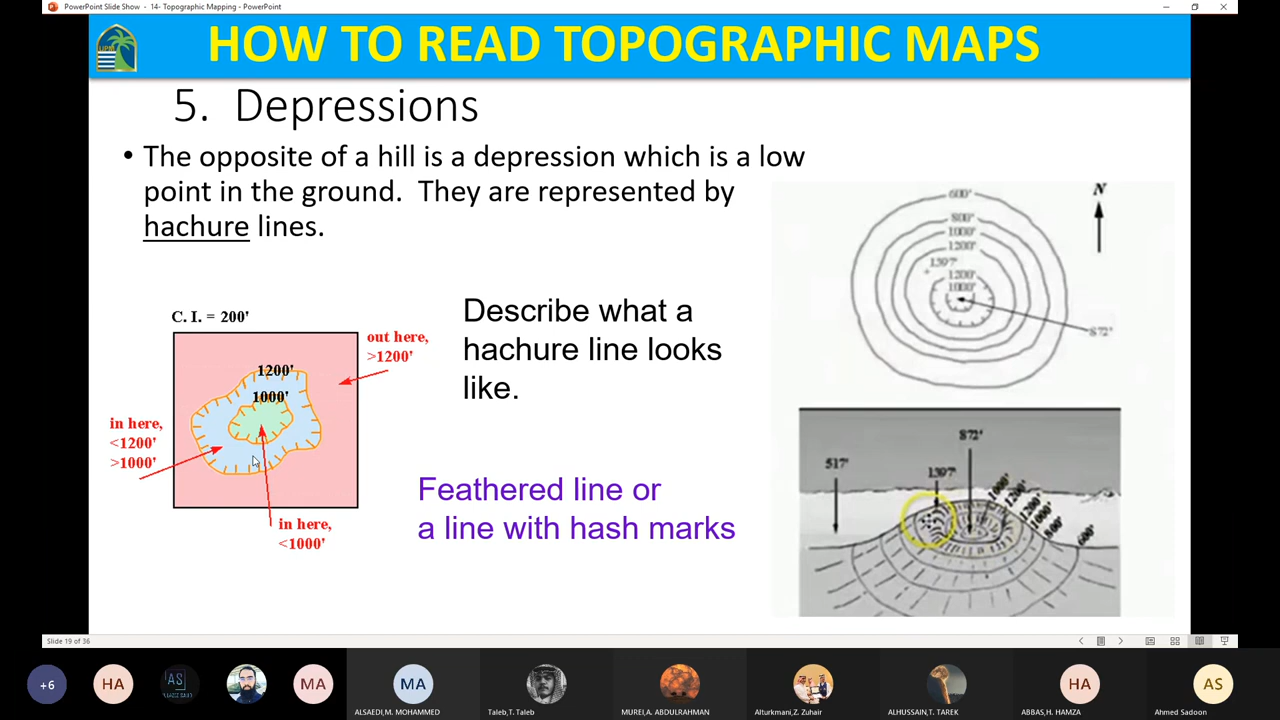 PowerPoint Slide Show - 14- Topographic Mapping - PowerPoint
HOW TO READ TOPOGRAPHIC MAPS
5. Depressions
• The opposite of a hill is a depression which is a low
point in the ground. They are represented by
hachure lines.
C. I. = 200'
out here,
>1200'
1200'
1000'
in here,
<1200'
>1000'
in here,
<1000'
Describe what a
hachure line looks
like.
Feathered line or
a line with hash marks
N
600'
800'
1000'
1200'
1397'
1200'
1000'
872'
872'
517'
1397'
1000'
1200'
1200'
1000'
800'
600'
Slide 19 of 36
+6
HA
AS
MA
MA
HA
AS
ALSAEDI,M. MOHAMMED
Taleb,T. Taleb
MUREI,A. ABDULRAHMAN
Alturkmani,Z. Zuhair
ALHUSSAIN,T. TAREK
ABBAS,H. HAMZA
Ahmed Sadoon